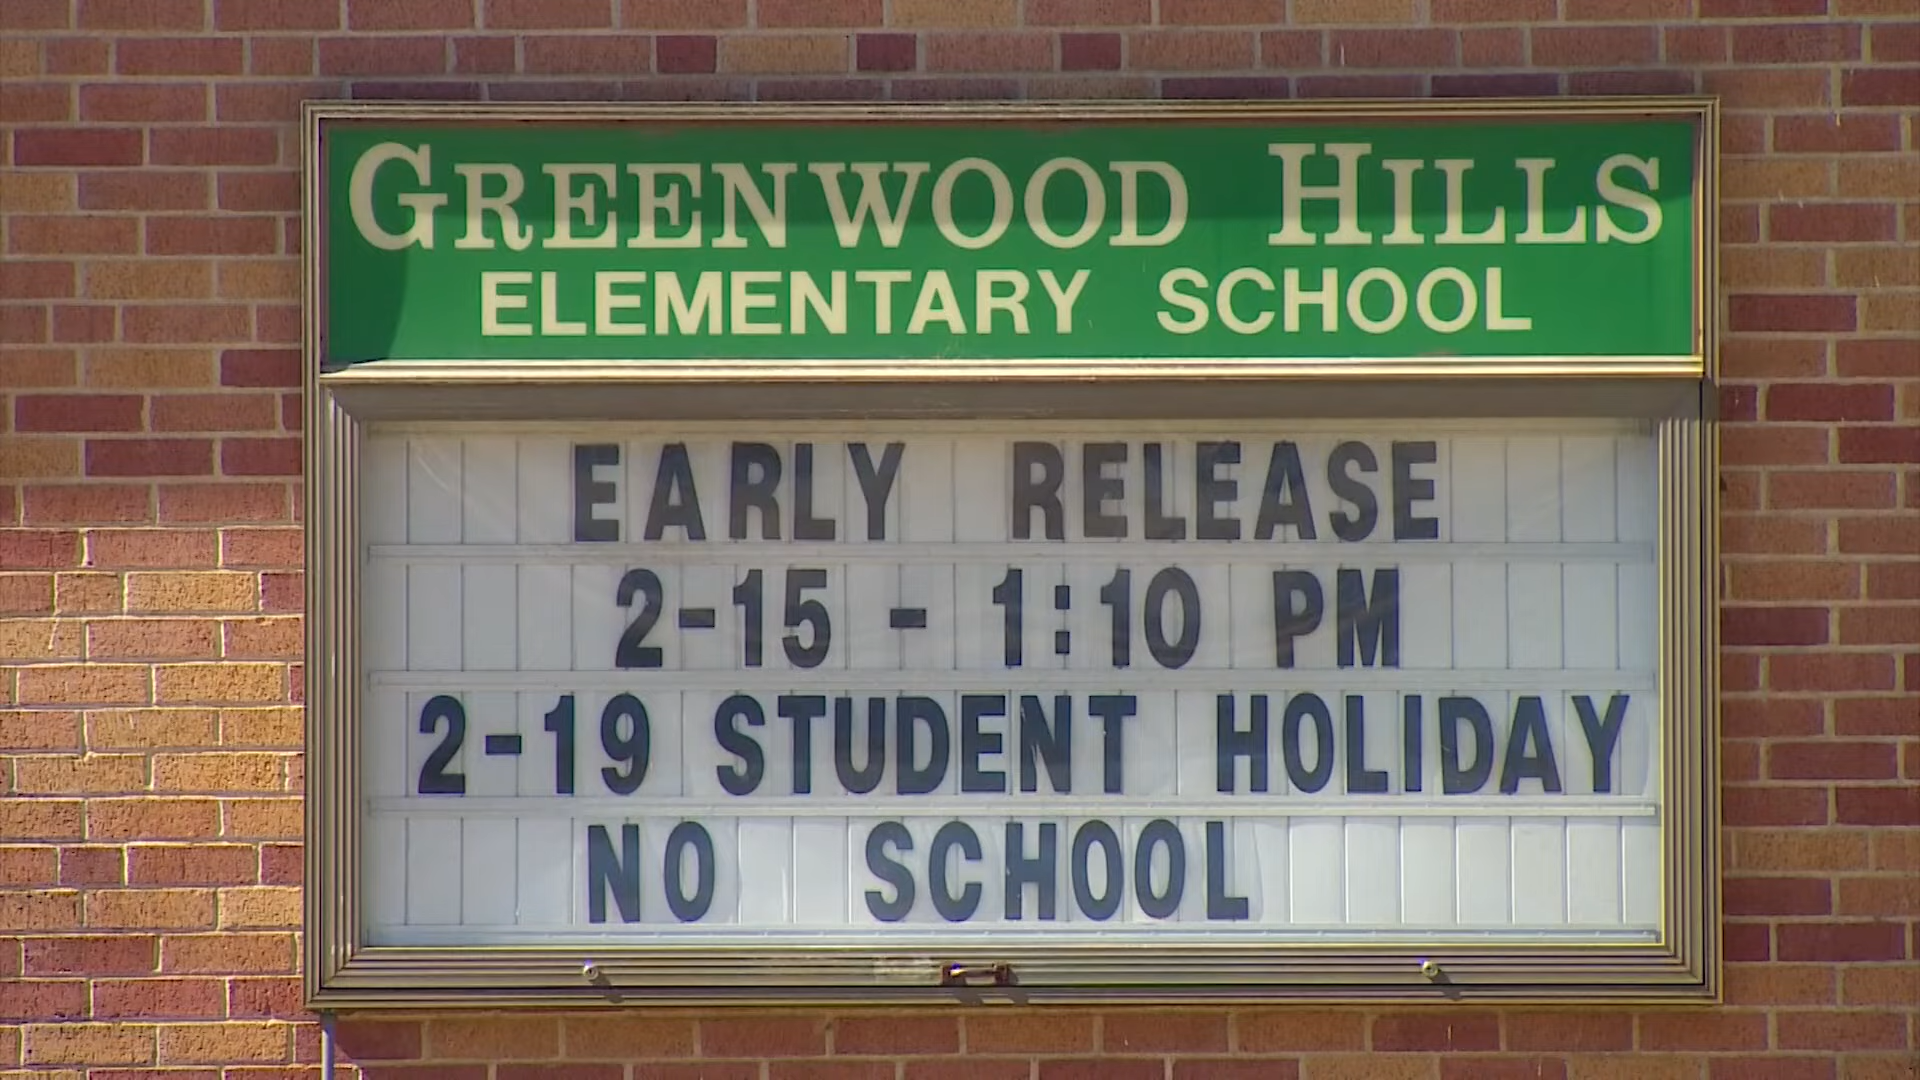 GREENWOOD HILLS
ELEMENTARY SCHOOL
EARLY RELEASE
2-15 - 1:10 PM
2-19 STUDENT HOLIDAY
NO SCHOOL